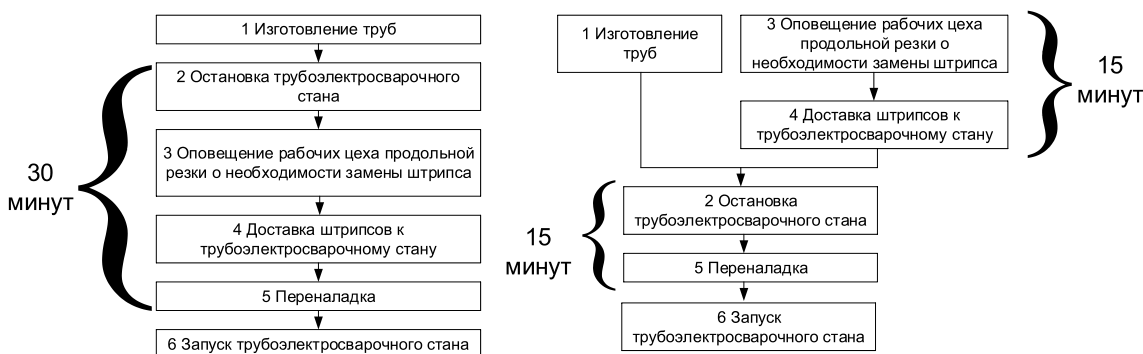 1 Изготовление труб
2 Остановка трубоэлектросварочного
стана
3 Оповещение рабочих цеха продольной
резки о необходимости замены штрипса
30
минут
4 Доставка штрипсов к
трубоэлектросварочному стану
5 Переналадка
6 Запуск трубоэлектросварочного стана
1 Изготовление
труб
3 Оповещение рабочих цеха
продольной резки о
необходимости замены штрипса
15
минут
4 Доставка штрипсов к
трубоэлектросварочному стану
2 Остановка
трубоэлектросварочного стана
15
минут
5 Переналадка
6 Запуск
трубоэлектросварочного стана